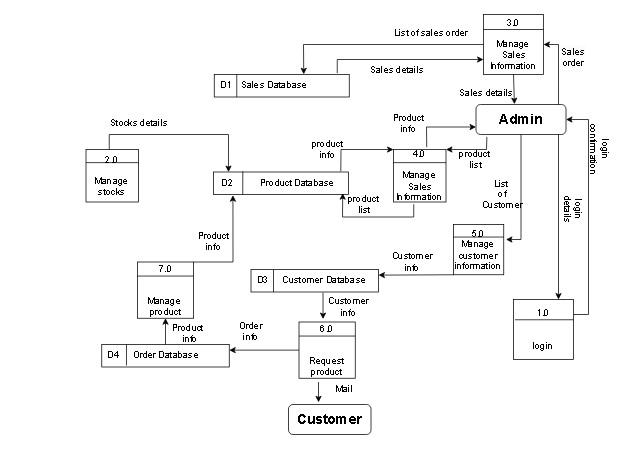 3.0
List of sales order
Manage
Sales
Information
Sales
order
Sales details
D1 Sales Database
Sales details
Admin
Product
info
Stocks details
login
confirmation
product
info
2.0
Manage
stocks
4.0
Manage
Sales
Information
product
list
D2 Product Database
product
list
List
of
Customer
login
details
5.0
Manage
customer
information
Product
info
Customer
info
7.0
Manage
product
D3 Customer Database
Customer
info
1.0
login
Product
info
Order
info
6.0
Request
product
D4 Order Database
Mail
Customer